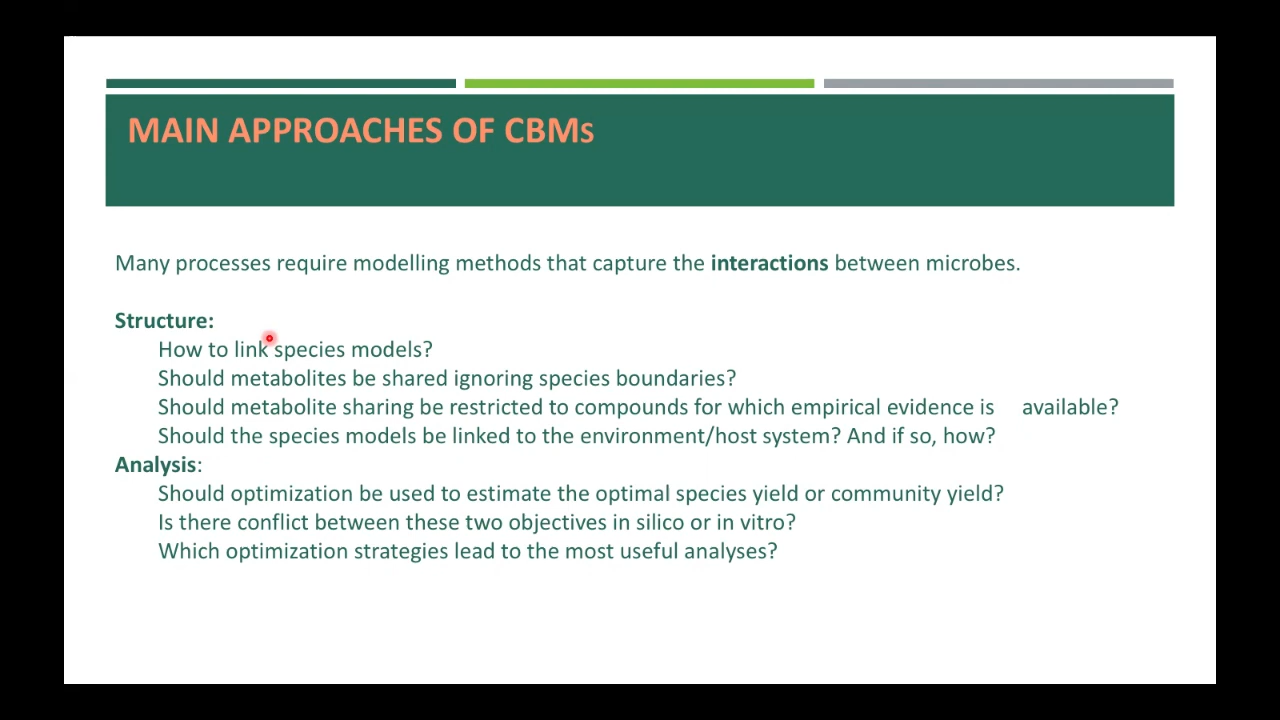 MAIN APPROACHES OF CBMs
Many processes require modelling methods that capture the interactions between microbes.
Structure:
How to link species models?
Should metabolites be shared ignoring species boundaries?
Should metabolite sharing be restricted to compounds for which empirical evidence is available?
Should the species models be linked to the environment/host system? And if so, how?
Analysis:
Should optimization be used to estimate the optimal species yield or community yield?
Is there conflict between these two objectives in silico or in vitro?
Which optimization strategies lead to the most useful analyses?